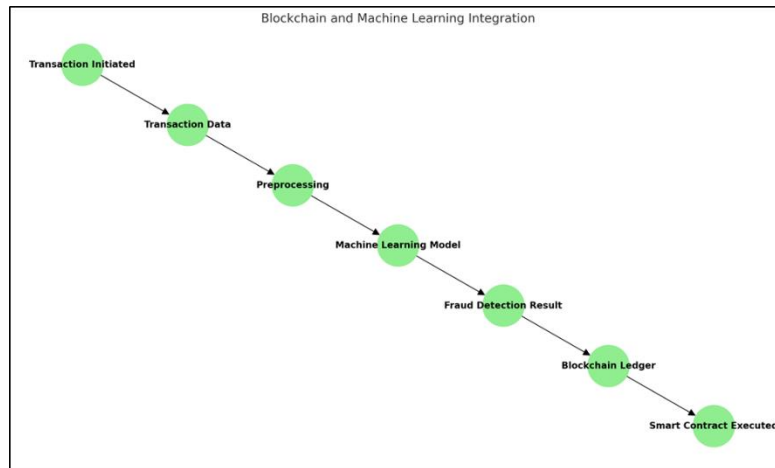 Blockchain and Machine Learning Integration
Transaction Initiated
Transaction Data
Preprocessing
Machine Learning Model
Fraud Detection Result
Blockchain Ledger
Smart Contract Executed